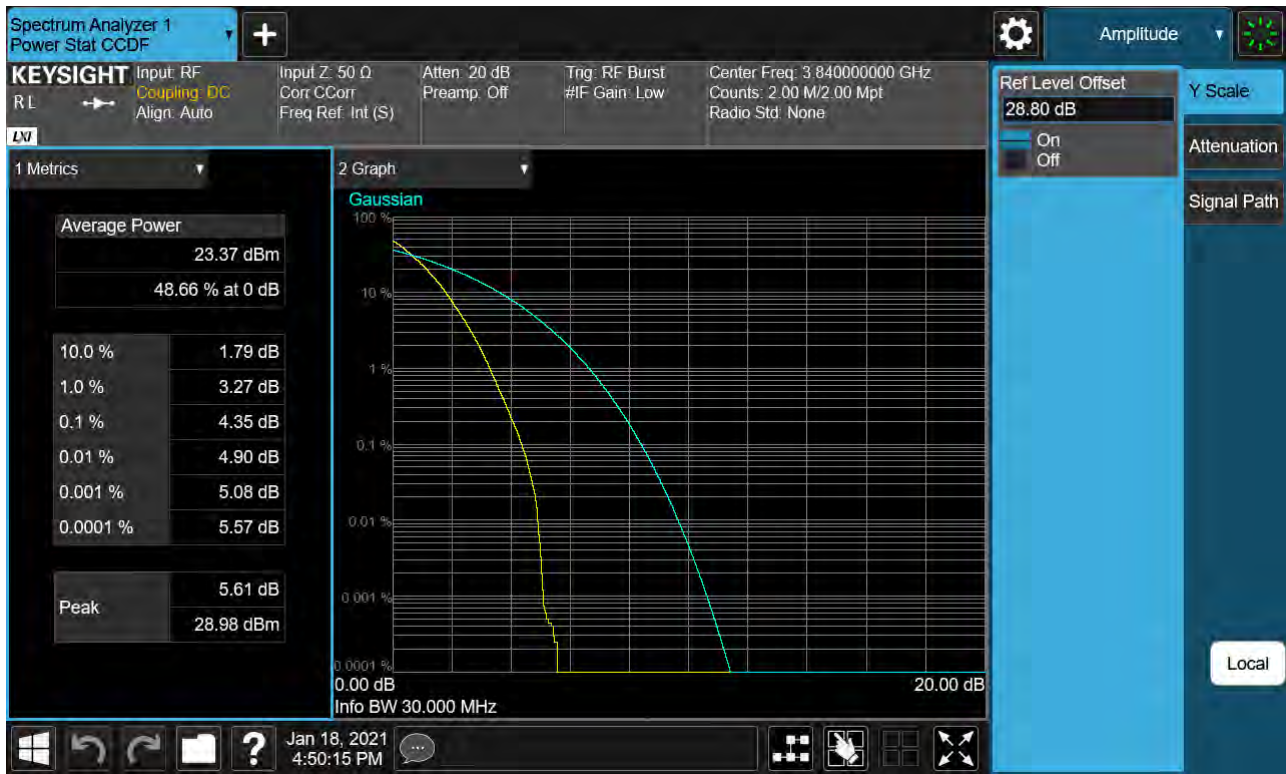 Spectrum Analyzer 1
Power Stat CCDF
+
Amplitude
KEYSIGHT
RL
LXI
Input: RF
Coupling: DC
Align: Auto
Input Z: 50 Ω
Corr CCorr
Freq Ref: Int (S)
Atten: 20 dB
Preamp: Off
Trig: RF Burst
#IF Gain: Low
Center Freq: 3.840000000 GHz
Counts: 2.00 M/2.00 Mpt
Radio Std: None
Ref Level Offset
28.80 dB
On
Off
Y Scale
Attenuation
Signal Path
Local
1 Metrics
Average Power
23.37 dBm
48.66 % at 0 dB
10.0 % 1.79 dB
1.0 % 3.27 dB
0.1 % 4.35 dB
0.01 % 4.90 dB
0.001 % 5.08 dB
0.0001 % 5.57 dB
Peak 5.61 dB
28.98 dBm
2 Graph
Gaussian
100 %
10 %
1 %
0.1 %
0.01 %
0.001 %
0.0001 %
0.00 dB 20.00 dB
Info BW 30.000 MHz
?
Jan 18, 2021
4:50:15 PM